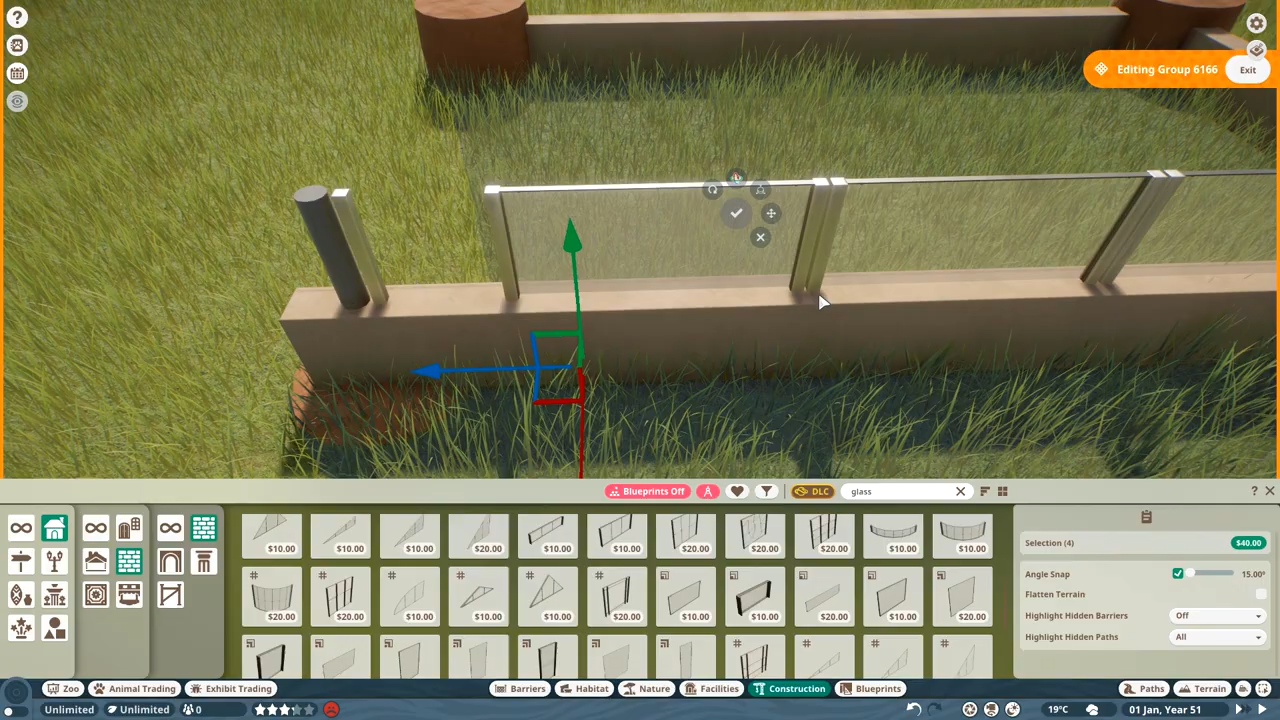 ?
Editing Group 6166 Exit
Blueprints Off DLC glass ? 
$10.00 $10.00 $10.00 $20.00 $10.00 $10.00 $20.00 $20.00 $20.00 $10.00 $10.00
$20.00 $20.00 $10.00 $10.00 $10.00 $20.00 $10.00 $10.00 $20.00 $10.00 $20.00
Selection (4) $40.00
Angle Snap 15.00°
Flatten Terrain
Highlight Hidden Barriers Off
Highlight Hidden Paths All
Zoo Animal Trading Exhibit Trading Barriers Habitat Nature Facilities Construction Blueprints Paths Terrain
Unlimited Unlimited 0 19°C 01 Jan, Year 51